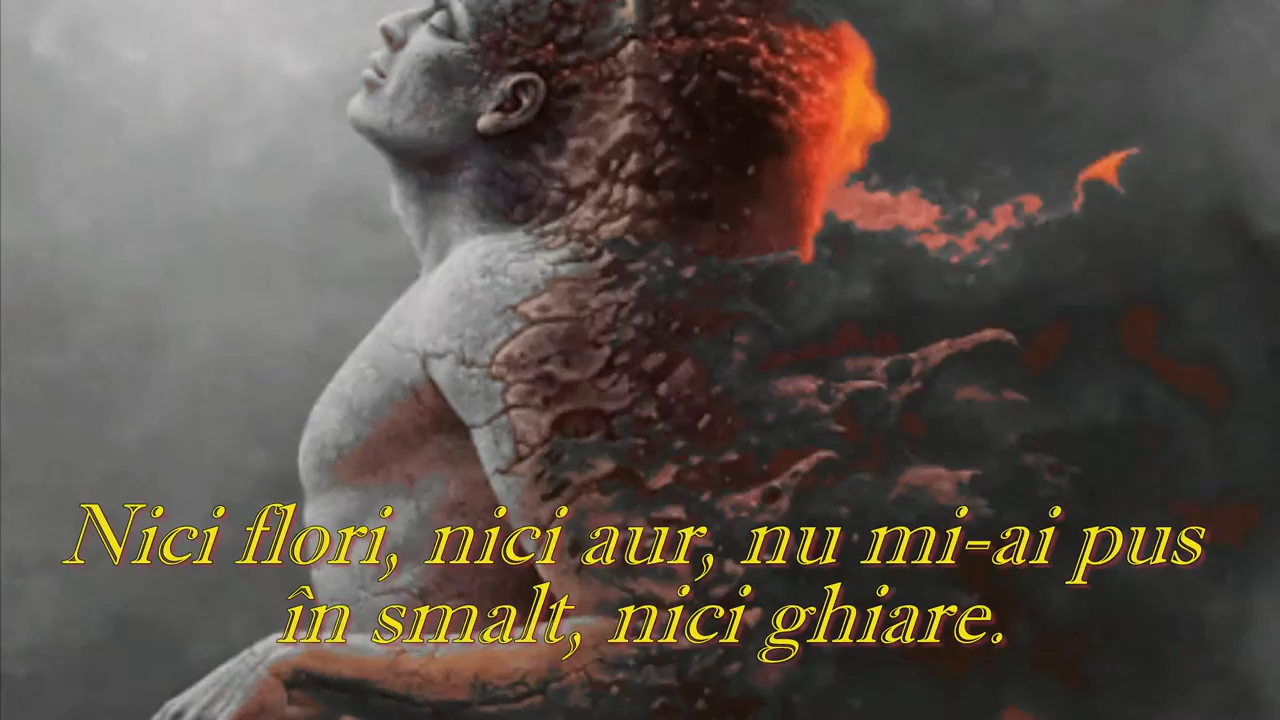 Nici flori, nici aur, nu mi-ai pus
în smalt, nici ghiare.